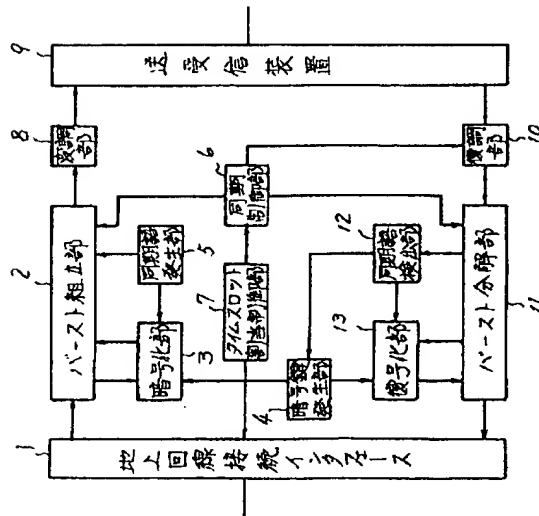 1
地上回線接続インタフェース
2
バースト組立部
3
暗号化部
4
暗号鍵
発生部
5
同期語
発生部
6
同期
制御部
7
タイムスロット
割当制御部
8
変調
部
9
送受信装置
10
復調
部
11
バースト分解部
12
同期語
検出部
13
復号化部